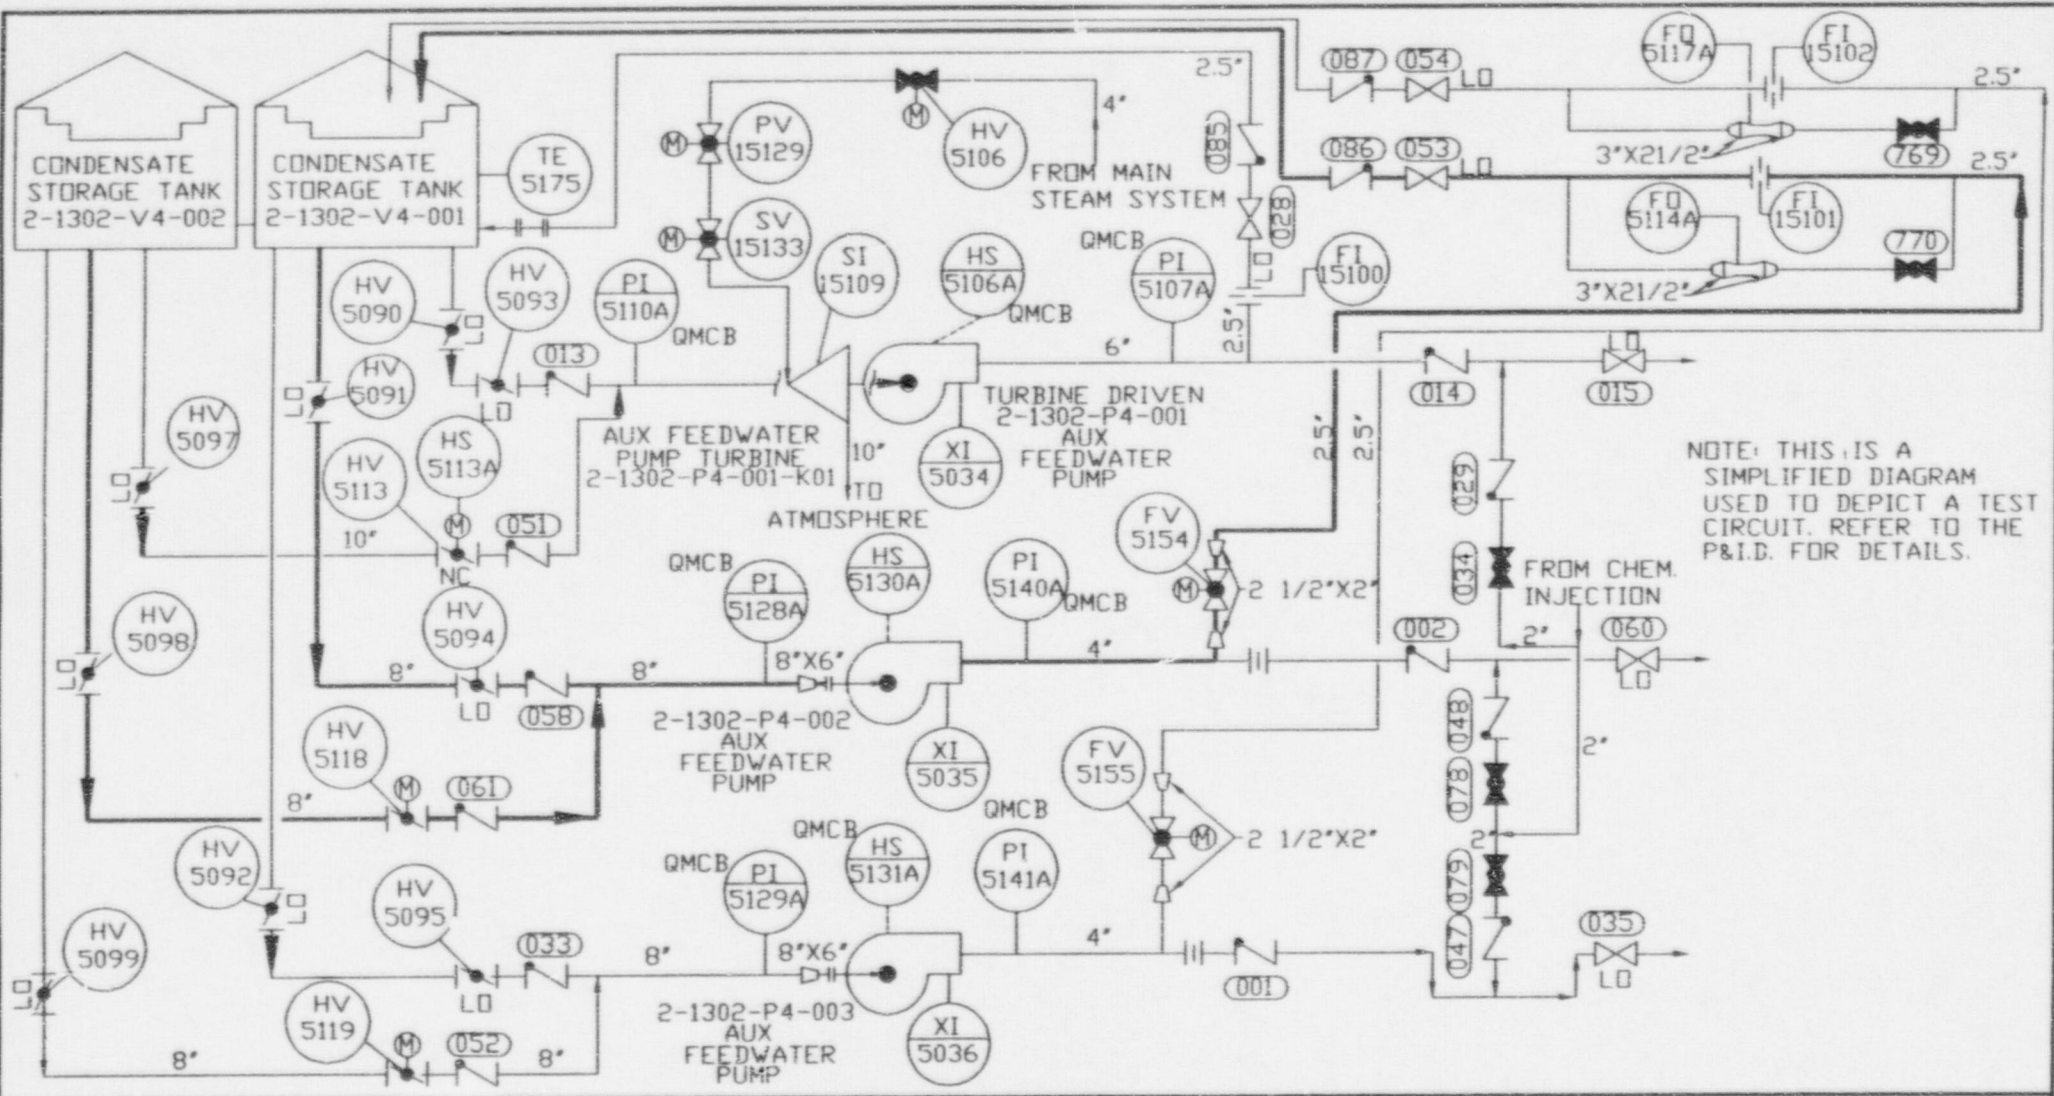 CONDENSATE
STORAGE TANK
2-1302-V4-002
CONDENSATE
STORAGE TANK
2-1302-V4-001
TE
5175
PV
15129
SV
15133
M
M
M
HV
5106
4"
FROM MAIN
STEAM SYSTEM
2.5"
085
028
LO
FI
15100
2.5"
087
054
LO
FO
5117A
FI
15102
2.5"
3"X21/2"
769
086
053
LO
FO
5114A
FI
15101
2.5"
3"X21/2"
770
HV
5090
LO
HV
5093
LO
013
PI
5110A
QMCB
SI
15109
HS
5106A
QMCB
QMCB
PI
5107A
6"
014
LO
015
HV
5091
LO
HV
5097
LO
HV
5113
HS
5113A
M
NC
10"
051
AUX FEEDWATER
PUMP TURBINE
2-1302-P4-001-K01
10"
TO
ATMOSPHERE
TURBINE DRIVEN
2-1302-P4-001
AUX
FEEDWATER
PUMP
XI
5034
2.5"
2.5"
NOTE: THIS IS A
SIMPLIFIED DIAGRAM
USED TO DEPICT A TEST
CIRCUIT. REFER TO THE
P&I.D. FOR DETAILS.
029
034
FROM CHEM.
INJECTION
2"
HV
5098
LO
HV
5094
8"
LO
058
8"
QMCB
PI
5128A
8"X6"
HS
5130A
PI
5140A
QMCB
4"
FV
5154
M
2 1/2"X2"
002
060
LO
2-1302-P4-002
AUX
FEEDWATER
PUMP
XI
5035
HV
5118
M
061
8"
FV
5155
M
2 1/2"X2"
048
078
2"
2"
079
047
HV
5092
LO
HV
5095
LO
033
8"
QMCB
PI
5129A
8"X6"
QMCB
HS
5131A
QMCB
PI
5141A
4"
001
035
LO
HV
5099
LO
HV
5119
M
052
8"
8"
2-1302-P4-003
AUX
FEEDWATER
PUMP
XI
5036